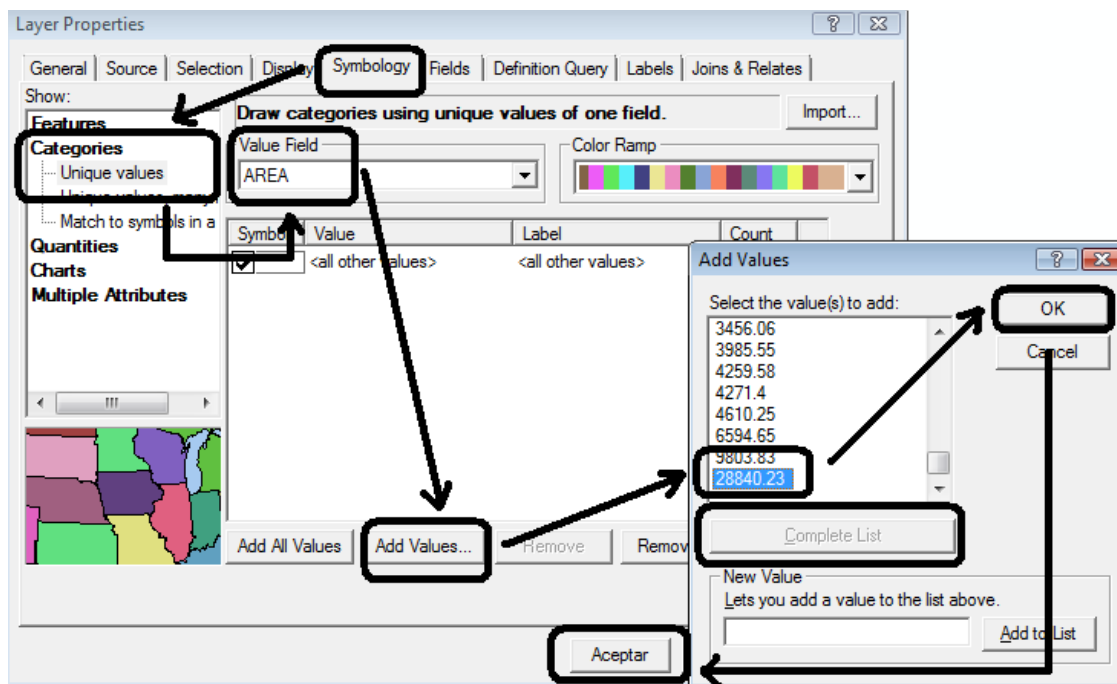 Layer Properties
General Source Selection Display Symbology Fields Definition Query Labels Joins & Relates
Show:
Features
Categories
Unique values
Match to symbols in a
Quantities
Charts
Multiple Attributes
Draw categories using unique values of one field.
Import...
Value Field
AREA
Color Ramp
Symbol Value Label Count
<all other values> <all other values>
Add All Values Add Values... Remove
Aceptar
Add Values
Select the value(s) to add:
3456.06
3985.55
4259.58
4271.4
4610.25
6594.65
9803.83
28840.23
OK
Cancel
Complete List
New Value
Lets you add a value to the list above.
Add to List